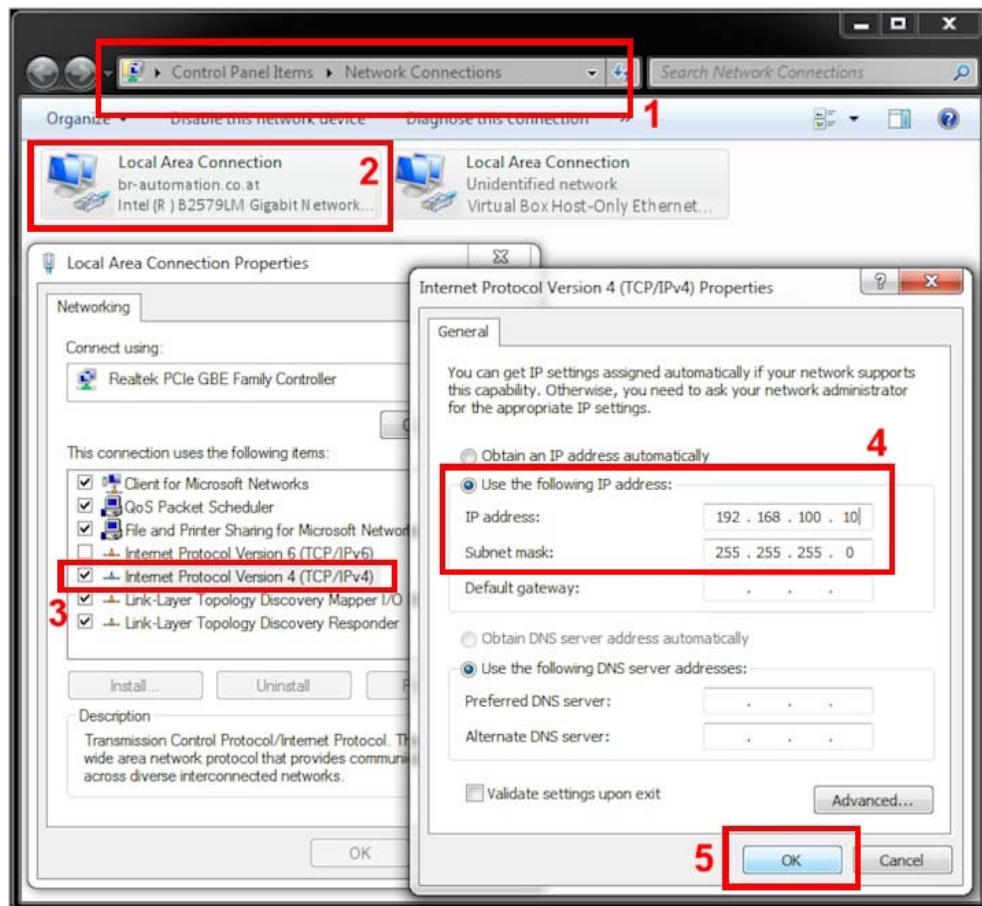 Control Panel Items ▸ Network Connections
Search Network Connections
1
Organize
Disable this network device
Diagnose this connection
»
2
Local Area Connection
br-automation.co.at
Intel (R ) B2579LM Gigabit Network...
Local Area Connection
Unidentified network
Virtual Box Host-Only Ethernet...
Local Area Connection Properties
Networking
Connect using:
Realtek PCIe GBE Family Controller
This connection uses the following items:
Client for Microsoft Networks
QoS Packet Scheduler
File and Printer Sharing for Microsoft Networ
Internet Protocol Version 6 (TCP/IPv6)
Internet Protocol Version 4 (TCP/IPv4)
3
Link-Layer Topology Discovery Mapper I/O
Link-Layer Topology Discovery Responder
Install...
Uninstall
Description
Transmission Control Protocol/Internet Protocol.
wide area network protocol that provides communi
across diverse interconnected networks.
OK
Internet Protocol Version 4 (TCP/IPv4) Properties
General
You can get IP settings assigned automatically if your network supports
this capability. Otherwise, you need to ask your network administrator
for the appropriate IP settings.
4
Obtain an IP address automatically
Use the following IP address:
IP address: 192 . 168 . 100 . 10
Subnet mask: 255 . 255 . 255 . 0
Default gateway: . . .
Obtain DNS server address automatically
Use the following DNS server addresses:
Preferred DNS server: . . .
Alternate DNS server: . . .
Validate settings upon exit
Advanced...
5
OK
Cancel